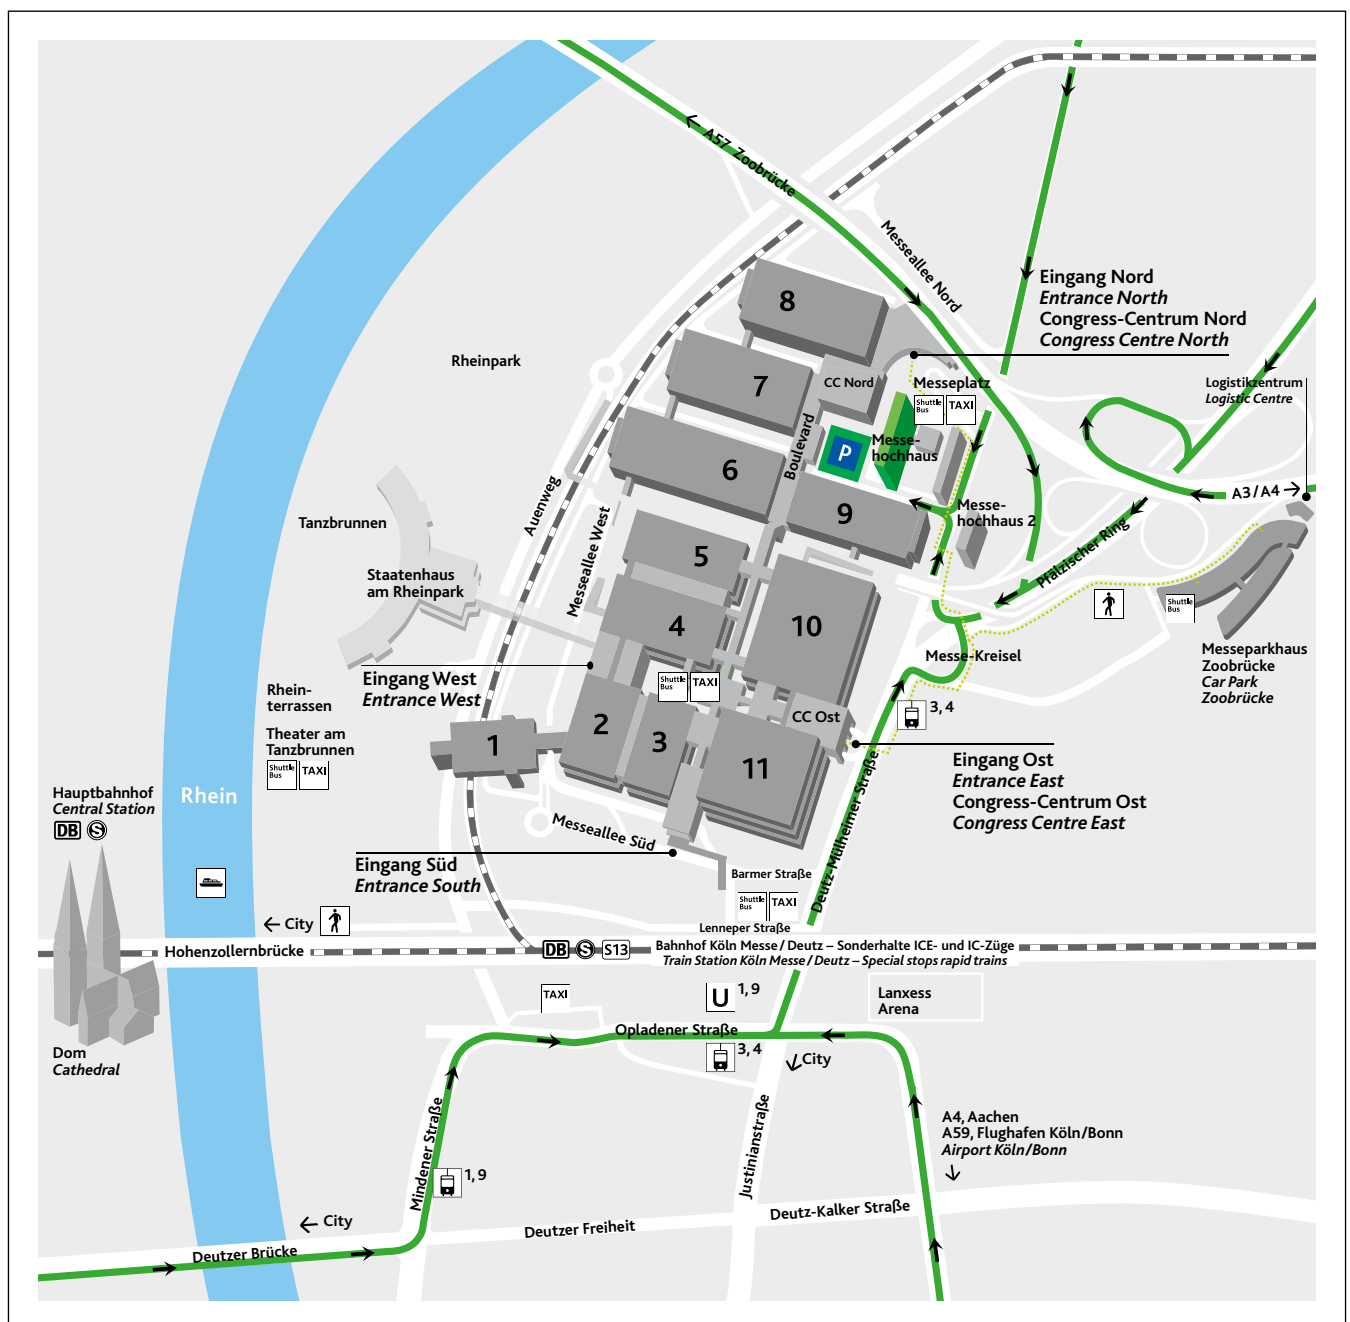 A57 Zoobrücke
Messeallee Nord
Eingang Nord
Entrance North
Congress-Centrum Nord
Congress Centre North
8
Rheinpark
7
CC Nord
Messeplatz
Shuttle
Bus
TAXI
Logistikzentrum
Logistic Centre
Boulevard
P
Messe-
hochhaus
6
Auenweg
A3/A4
9
Messe-
hochhaus 2
Tanzbrunnen
Messeallee West
5
Pfälzischer Ring
Staatenhaus
am Rheinpark
Shuttle
Bus
4
10
Messe-Kreisel
Messeparkhaus
Zoobrücke
Car Park
Zoobrücke
Eingang West
Entrance West
Shuttle
Bus
TAXI
Rhein-
terrassen
3, 4
CC Ost
2
3
1
Theater am
Tanzbrunnen
Shuttle
Bus
TAXI
11
Eingang Ost
Entrance East
Congress-Centrum Ost
Congress Centre East
Hauptbahnhof
Central Station
DB
S
Rhein
Deutz-Mülheimer Straße
Messeallee Süd
Eingang Süd
Entrance South
Barmer Straße
Shuttle
Bus
TAXI
City
Lenneper Straße
Hohenzollernbrücke
DB
S
S13
Bahnhof Köln Messe/Deutz – Sonderhalte ICE- und IC-Züge
Train Station Köln Messe/Deutz – Special stops rapid trains
TAXI
U
1, 9
Lanxess
Arena
Opladener Straße
3, 4
City
Dom
Cathedral
Mindener Straße
Justinianstraße
A4, Aachen
A59, Flughafen Köln/Bonn
Airport Köln/Bonn
1, 9
City
Deutzer Freiheit
Deutz-Kalker Straße
Deutzer Brücke